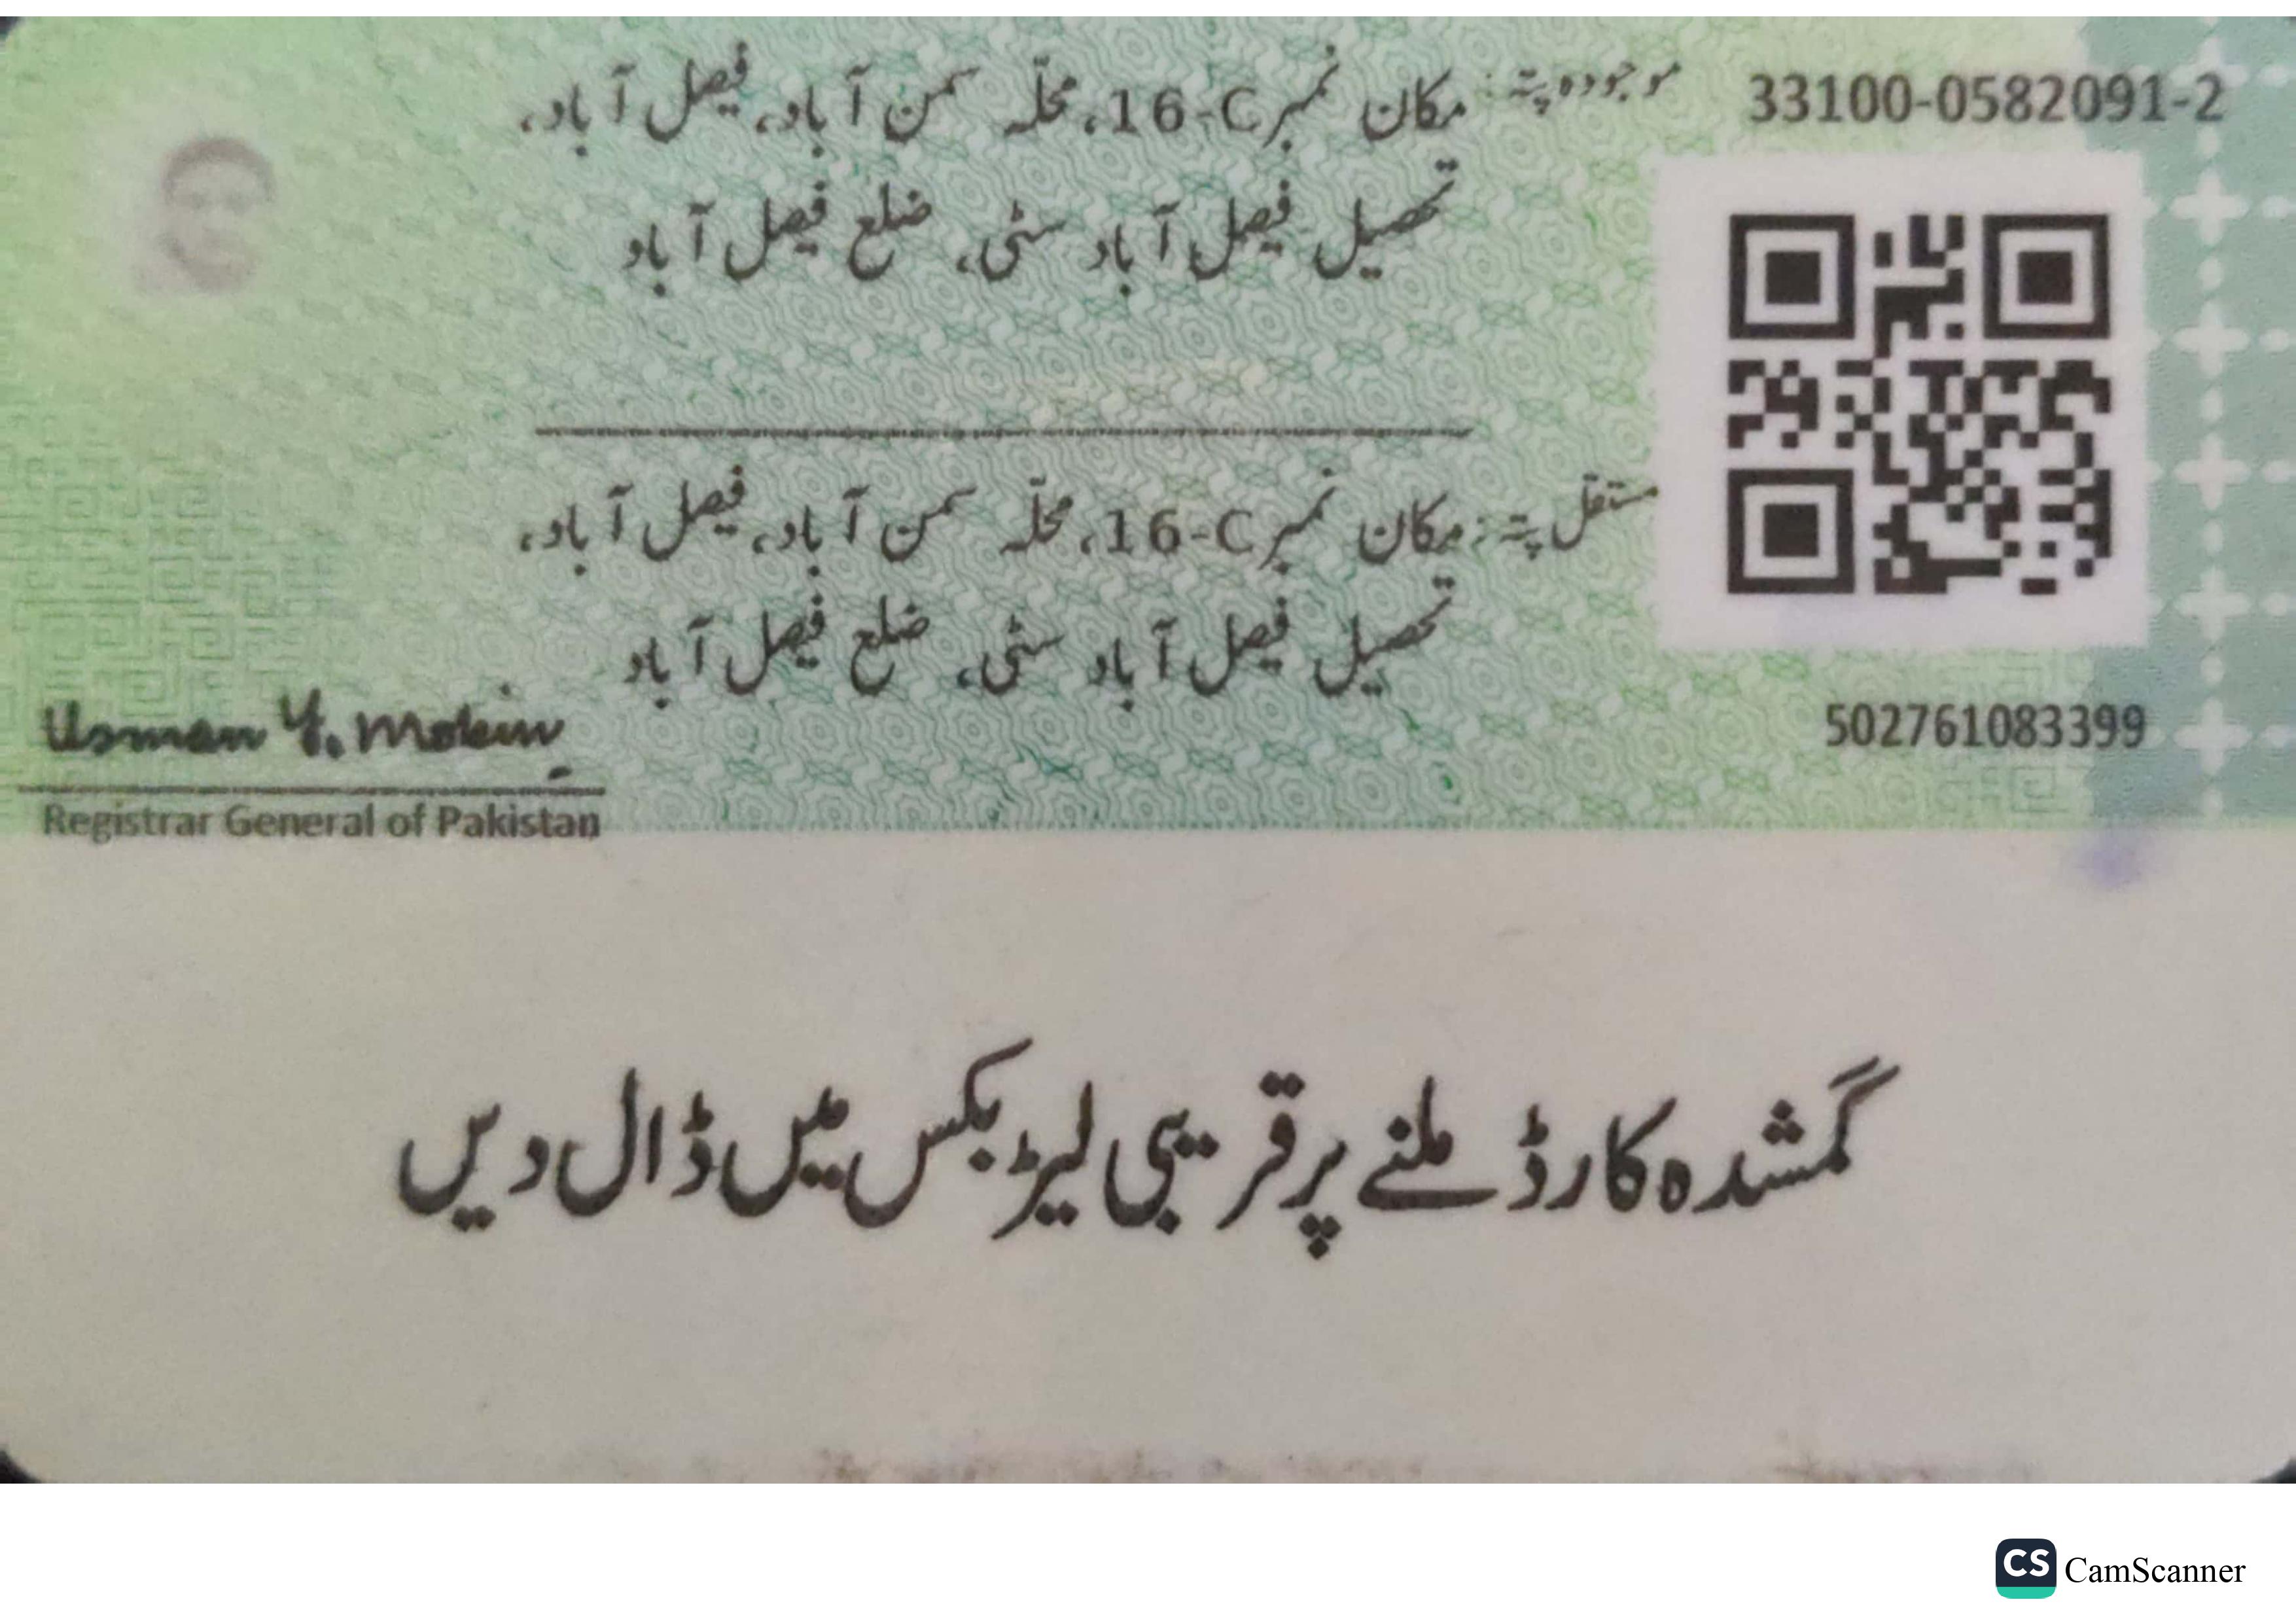 33100-0582091-2
موجودہ پتہ: مکان نمبر 16-C، محلّہ سمن آباد، فیصل آباد،
تحصیل فیصل آباد سٹی، ضلع فیصل آباد
مستقل پتہ: مکان نمبر 16-C، محلّہ سمن آباد، فیصل آباد،
تحصیل فیصل آباد سٹی، ضلع فیصل آباد
Usman Y. Mobin
Registrar General of Pakistan
502761083399
گمشدہ کارڈ ملنے پر قریبی لیٹر بکس میں ڈال دیں
CS CamScanner